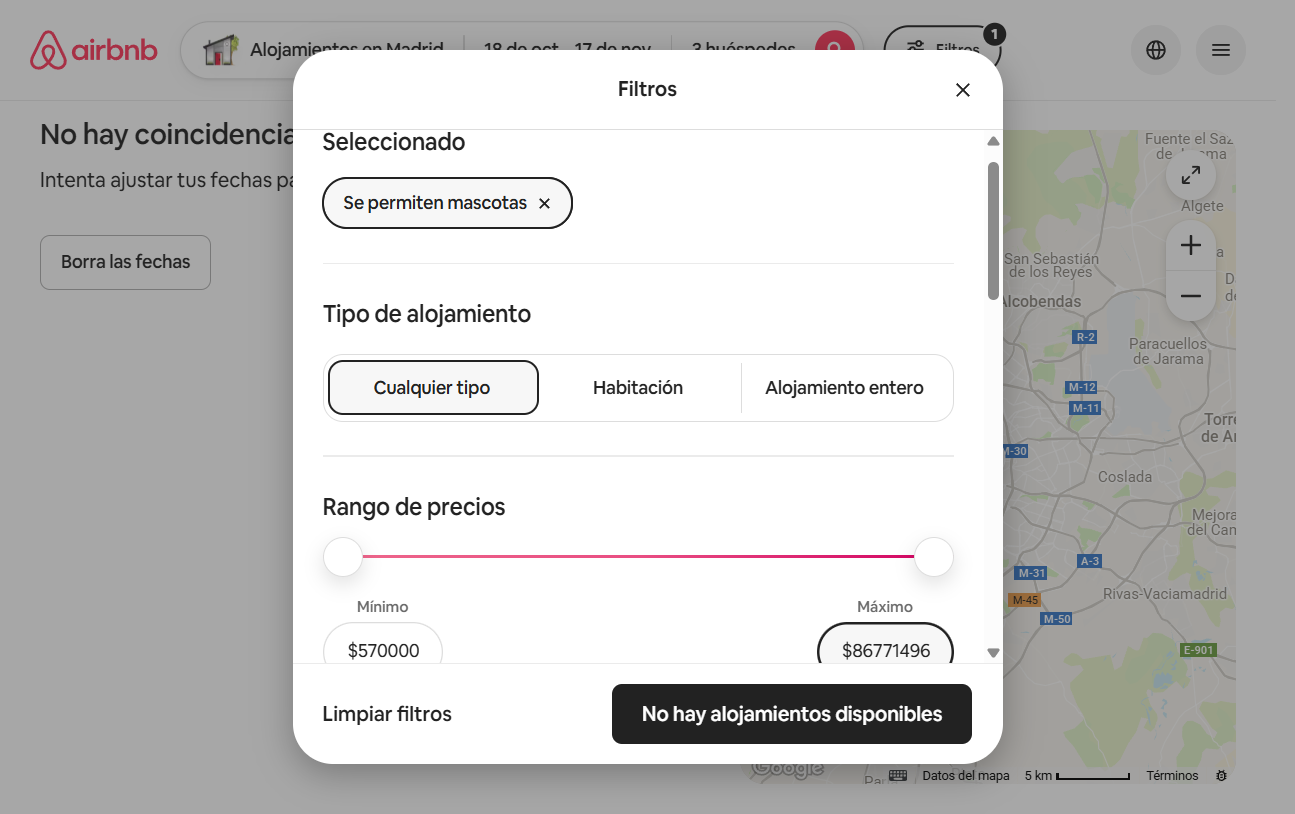 airbnb
Alojamientos en Madrid
18 de oct
17 de nov
3 huéspedes
Filtros
1
No hay coincidencia
Intenta ajustar tus fechas pa
Borra las fechas
Filtros
Seleccionado
Se permiten mascotas
Tipo de alojamiento
Cualquier tipo
Habitación
Alojamiento entero
Rango de precios
Mínimo
Máximo
$570000
$86771496
Limpiar filtros
No hay alojamientos disponibles
Fuente el Saz
de Jarama
Algete
San Sebastián
de los Reyes
Alcobendas
R-2
Paracuellos
de Jarama
M-12
M-11
M-30
Coslada
Mejora
del Cam
A-3
M-31
M-45
M-50
Rivas-Vaciamadrid
E-901
Google
Datos del mapa
5 km
Términos